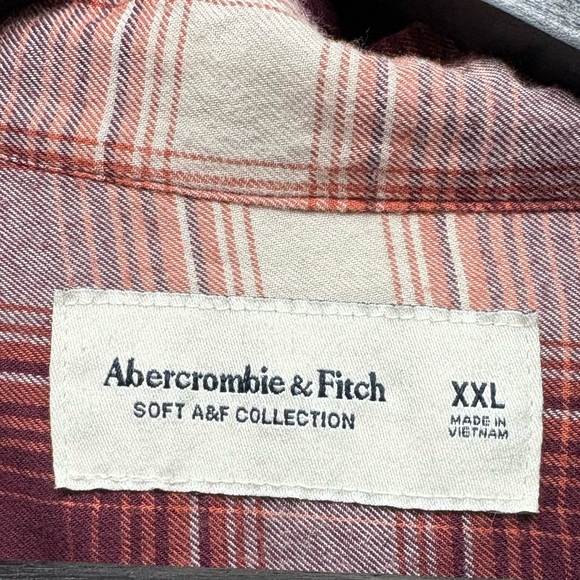 Abercrombie & Fitch
SOFT A&F COLLECTION
XXL
MADE IN
VIETNAM